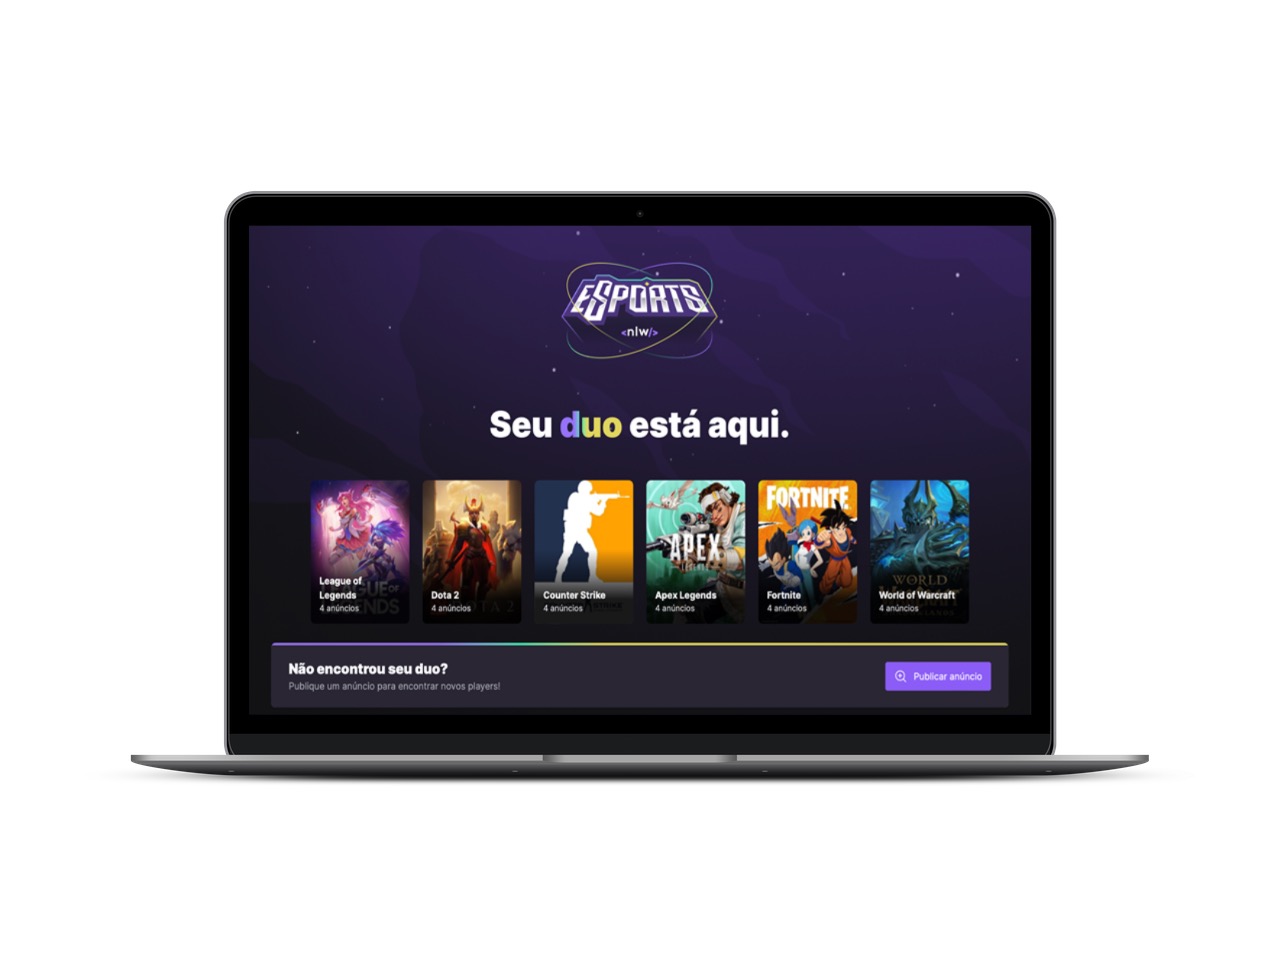 ESPORTS
<nlw/>
Seu duo está aqui.
League of
Legends
4 anúncios
Dota 2
4 anúncios
Counter Strike
4 anúncios
APEX
Apex Legends
4 anúncios
FORTNITE
Fortnite
4 anúncios
WORLD
World of Warcraft
4 anúncios
Não encontrou seu duo?
Publique um anúncio para encontrar novos players!
Publicar anúncio